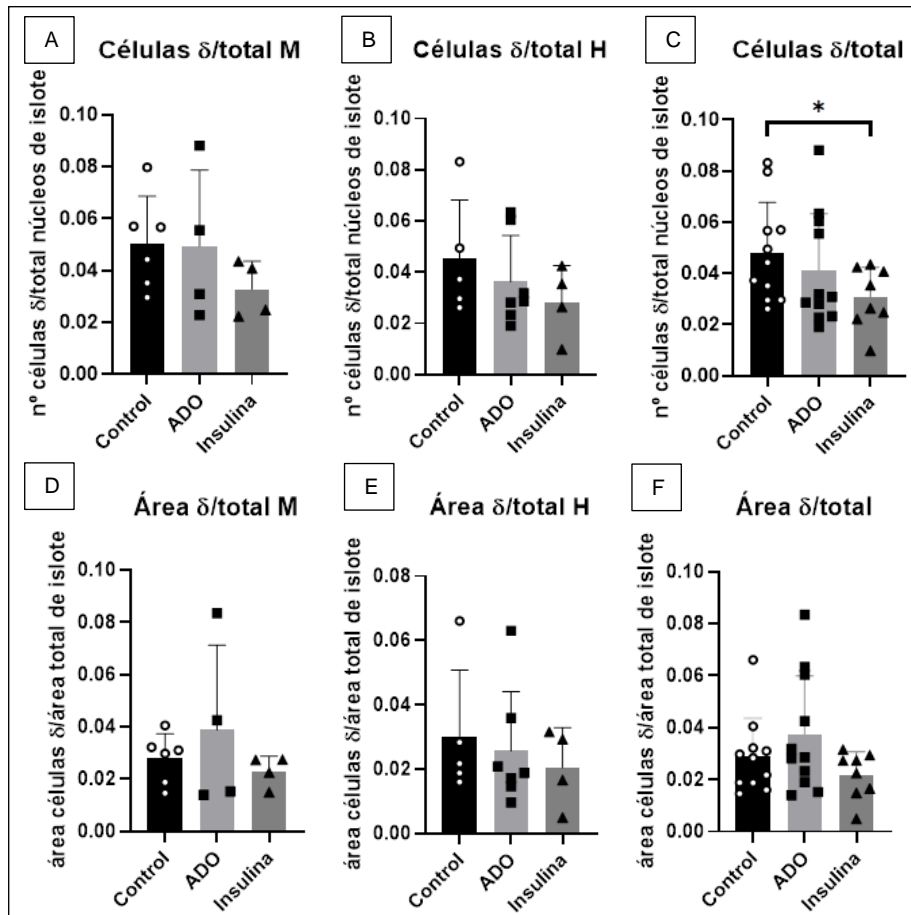 A
Células δ/total M
nº células δ/total núcleos de islote
0.10
0.08
0.06
0.04
0.02
0.00
Control
ADO
Insulina
B
Células δ/total H
nº células δ/total núcleos de islote
0.10
0.08
0.06
0.04
0.02
0.00
Control
ADO
Insulina
C
Células δ/total
nº células δ/total núcleos de islote
0.10
0.08
0.06
0.04
0.02
0.00
*
Control
ADO
Insulina
D
Área δ/total M
área células δ/área total de islote
0.10
0.08
0.06
0.04
0.02
0.00
Control
ADO
Insulina
E
Área δ/total H
área células δ/área total de islote
0.08
0.06
0.04
0.02
0.00
Control
ADO
Insulina
F
Área δ/total
área células δ/área total de islote
0.10
0.08
0.06
0.04
0.02
0.00
Control
ADO
Insulina